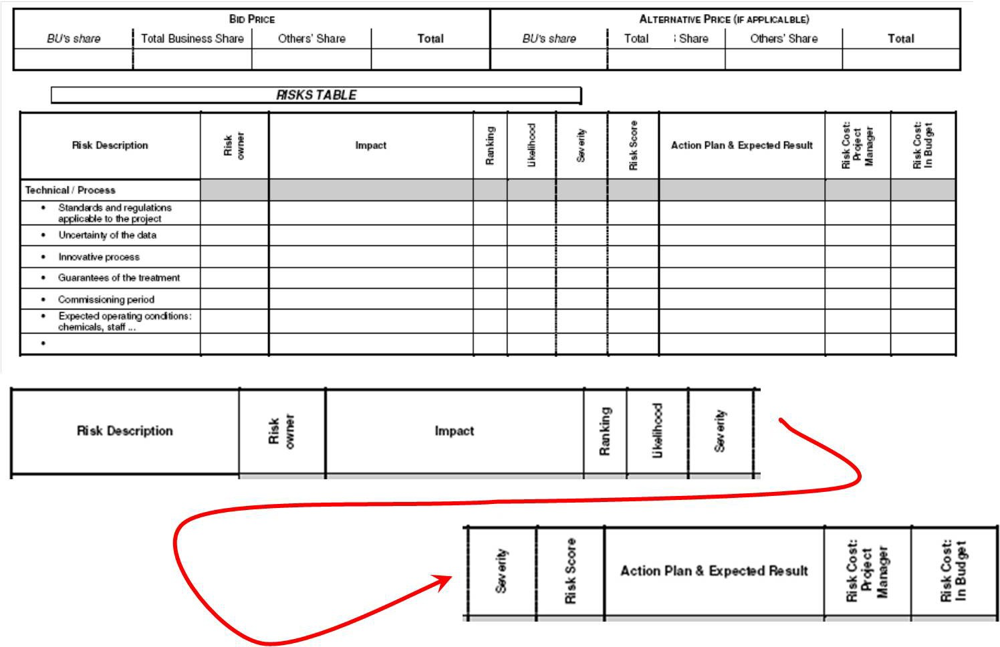 BID PRICE
ALTERNATIVE PRICE (IF APPLICALBLE)
BU's share Total Business Share Others' Share Total BU's share Total Share Others' Share Total
RISKS TABLE
Risk Description Risk owner Impact Ranking Likelihood Severity Risk Score Action Plan & Expected Result Risk Cost: Project Manager Risk Cost: In Budget
Technical / Process
• Standards and regulations
applicable to the project
• Uncertainty of the data
• Innovative process
• Guarantees of the treatment
• Commissioning period
• Expected operating conditions:
chemicals, staff ...
•
Risk Description Risk owner Impact Ranking Likelihood Severity
Severity Risk Score Action Plan & Expected Result Risk Cost: Project Manager Risk Cost: In Budget